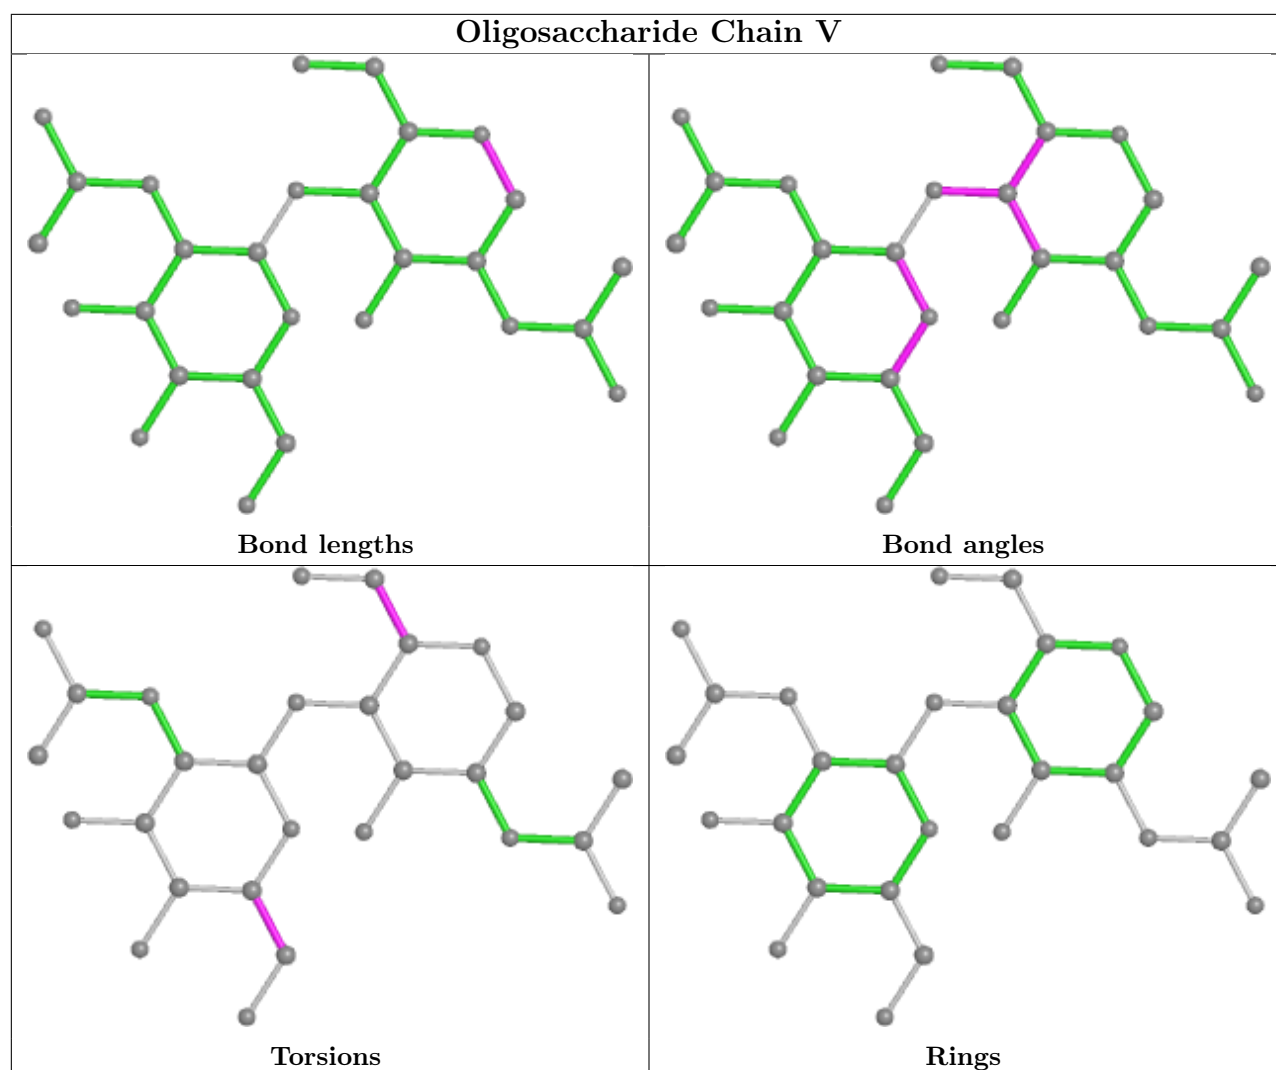 Oligosaccharide Chain V
Bond lengths
Bond angles
Torsions
Rings